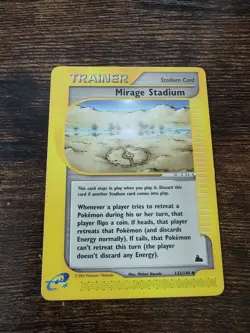 TRAINER
Stadium Card
Mirage Stadium
This card stays in play when you play it. Discard this
card if another Stadium card comes into play.
Whenever a player tries to retreat a
Pokémon during his or her turn, that
player flips a coin. If heads, that player
retreats that Pokémon (and discards
Energy normally). If tails, that Pokémon
can't retreat this turn (the player
doesn't discard any Energy).